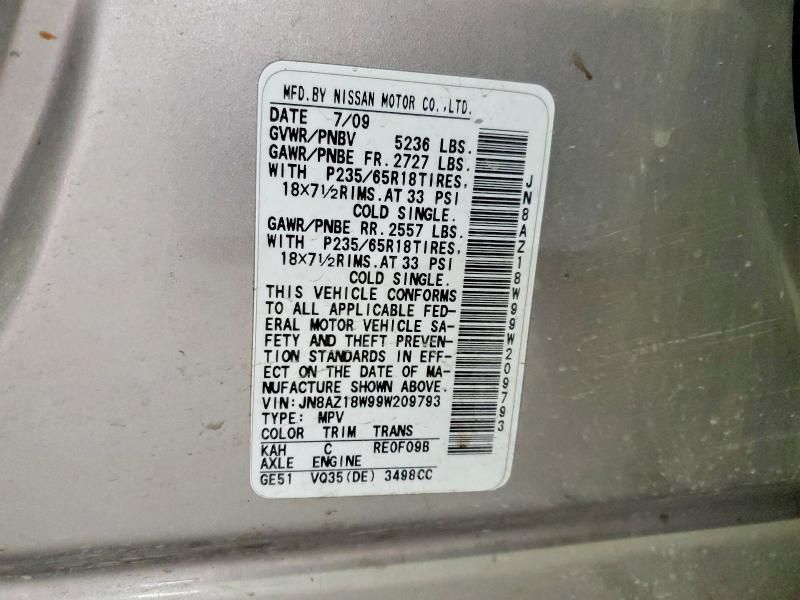 MFD.BY NISSAN MOTOR CO.,LTD.
DATE 7/09
GVWR/PNBV 5236 LBS.
GAWR/PNBE FR. 2727 LBS.
WITH P235/65R18TIRES,
18×7½RIMS.AT 33 PSI
COLD SINGLE.
GAWR/PNBE RR. 2557 LBS.
WITH P235/65R18TIRES,
18×7½RIMS.AT 33 PSI
COLD SINGLE.
THIS VEHICLE CONFORMS
TO ALL APPLICABLE FED-
ERAL MOTOR VEHICLE SA-
FETY AND THEFT PREVEN-
TION STANDARDS IN EFF-
ECT ON THE DATE OF MA-
NUFACTURE SHOWN ABOVE.
VIN: JN8AZ18W99W209793
TYPE: MPV
COLOR TRIM TRANS
KAH C RE0F09B
AXLE ENGINE
GE51 VQ35(DE) 3498CC
JN8AZ18W99W209793